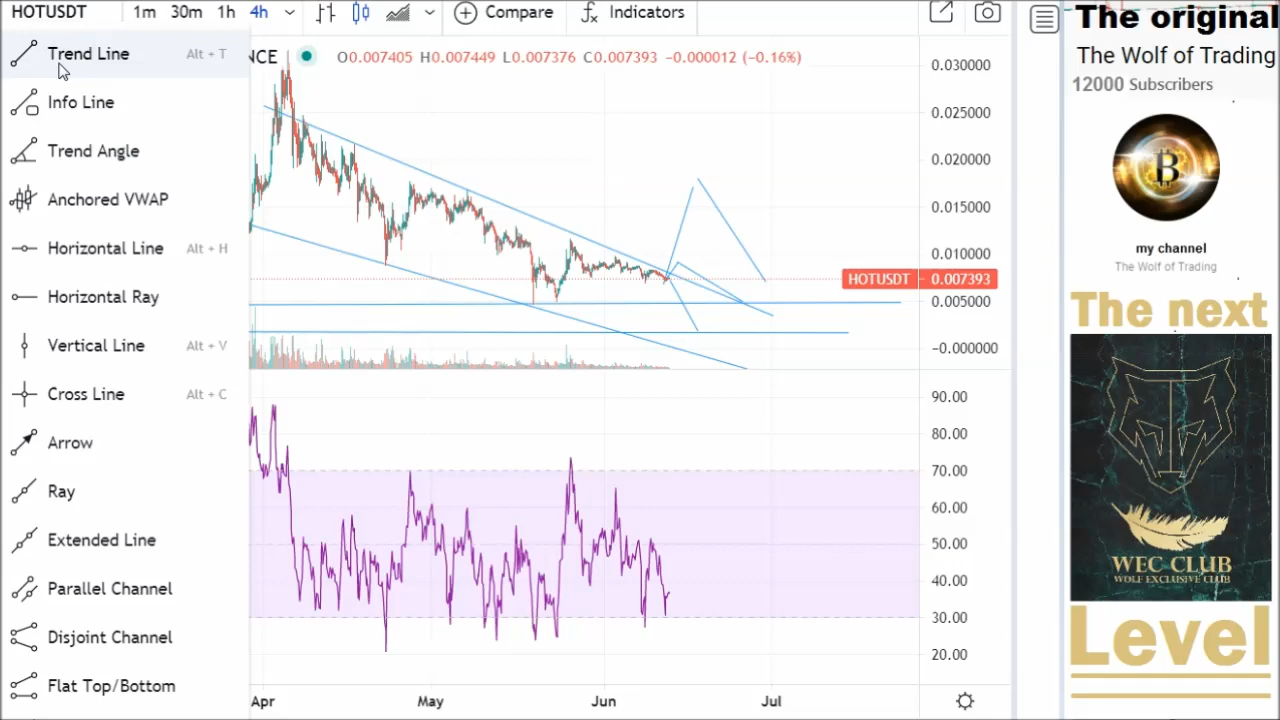 HOTUSDT 1m 30m 1h 4h Compare Indicators
Trend Line Alt + T
Info Line
Trend Angle
Anchored VWAP
Horizontal Line Alt + H
Horizontal Ray
Vertical Line Alt + V
Cross Line Alt + C
Arrow
Ray
Extended Line
Parallel Channel
Disjoint Channel
Flat Top/Bottom
NCE O0.007405 H0.007449 L0.007376 C0.007393 −0.000012 (−0.16%)
0.030000
0.025000
0.020000
0.015000
0.010000
HOTUSDT 0.007393
0.005000
−0.000000
90.00
80.00
70.00
60.00
50.00
40.00
30.00
20.00
Apr May Jun Jul
The original
The Wolf of Trading
12000 Subscribers
B
my channel
The Wolf of Trading
The next
WEC CLUB
WOLF EXCLUSIVE CLUB
Level